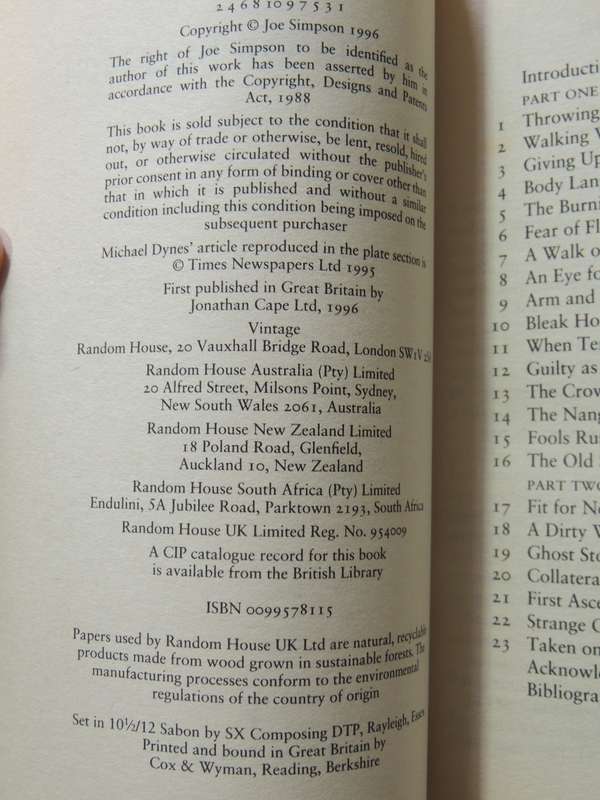 2 4 6 8 10 9 7 5 3 1
Copyright © Joe Simpson 1996
The right of Joe Simpson to be identified as the
author of this work has been asserted by him in
accordance with the Copyright, Designs and Patents
Act, 1988
This book is sold subject to the condition that it shall
not, by way of trade or otherwise, be lent, resold, hired
out, or otherwise circulated without the publisher's
prior consent in any form of binding or cover other than
that in which it is published and without a similar
condition including this condition being imposed on the
subsequent purchaser
Michael Dynes' article reproduced in the plate section is
© Times Newspapers Ltd 1995
First published in Great Britain by
Jonathan Cape Ltd, 1996
Vintage
Random House, 20 Vauxhall Bridge Road, London SW1V
Random House Australia (Pty) Limited
20 Alfred Street, Milsons Point, Sydney,
New South Wales 2061, Australia
Random House New Zealand Limited
18 Poland Road, Glenfield,
Auckland 10, New Zealand
Random House South Africa (Pty) Limited
Endulini, 5A Jubilee Road, Parktown 2193, South Africa
Random House UK Limited Reg. No. 954009
A CIP catalogue record for this book
is available from the British Library
ISBN 0099578115
Papers used by Random House UK Ltd are natural, recyclable
products made from wood grown in sustainable forests. The
manufacturing processes conform to the environmental
regulations of the country of origin
Set in 10½/12 Sabon by SX Composing DTP, Rayleigh, Essex
Printed and bound in Great Britain by
Cox & Wyman, Reading, Berkshire
Introducti
PART ONE
1 Throwing
2 Walking W
3 Giving Up
4 Body Lan
5 The Burni
6 Fear of Fl
7 A Walk o
8 An Eye fo
9 Arm and
10 Bleak Ho
11 When Te
12 Guilty as
13 The Crow
14 The Nang
15 Fools Ru
16 The Old
PART TWO
17 Fit for Ne
18 A Dirty W
19 Ghost Sto
20 Collatera
21 First Asce
22 Strange C
23 Taken on
Acknowle
Bibliogra